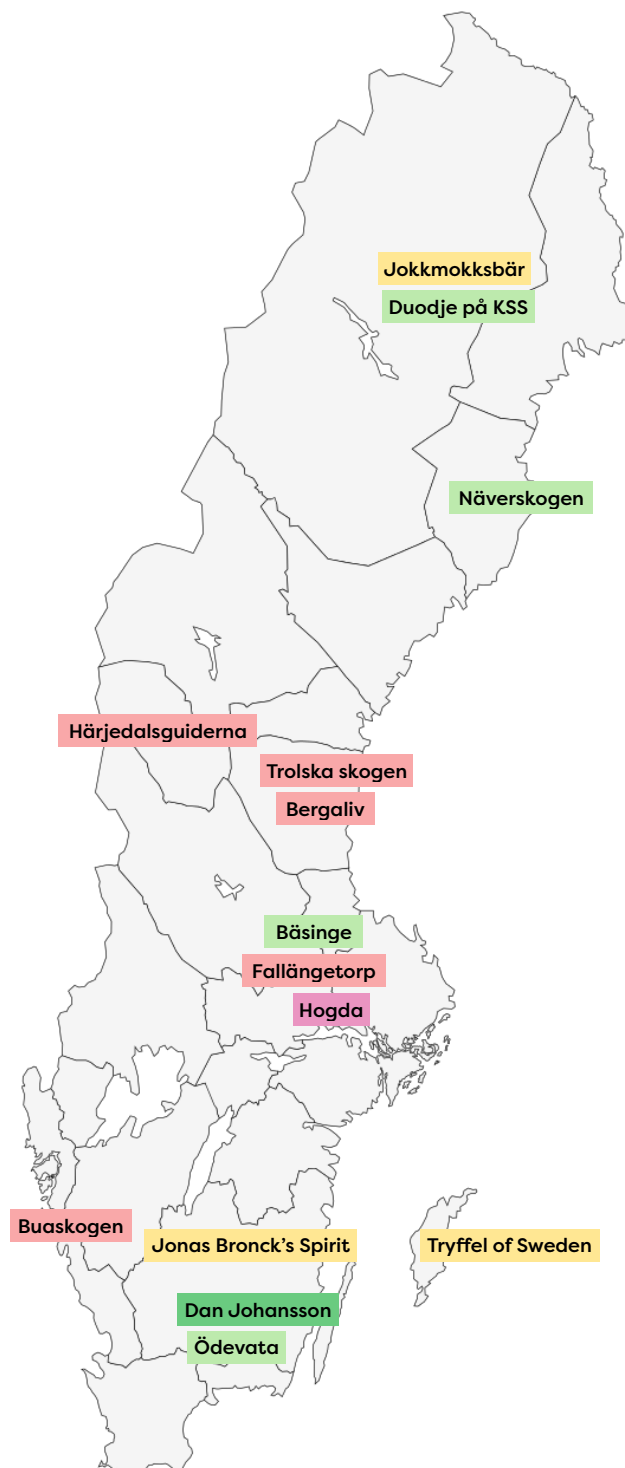 Jokkmokksbär
Duodje på KSS
Näverskogen
Härjedalsguiderna
Trolska skogen
Bergaliv
Bäsinge
Fallängetorp
Hogda
Buaskogen
Jonas Bronck’s Spirit
Tryffel of Sweden
Dan Johansson
Ödevata